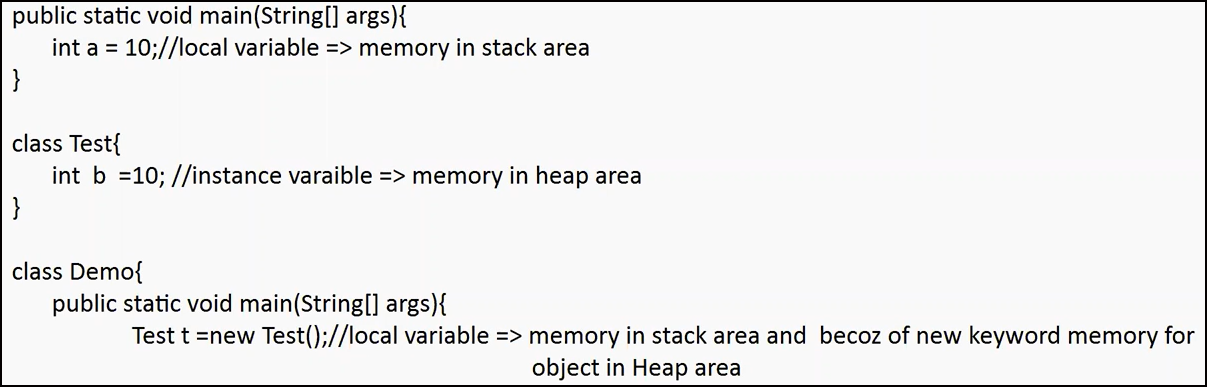 public static void main(String[] args){
int a = 10;//local variable => memory in stack area
}
class Test{
int b =10; //instance varaible => memory in heap area
}
class Demo{
public static void main(String[] args){
Test t =new Test();//local variable => memory in stack area and becoz of new keyword memory for
object in Heap area